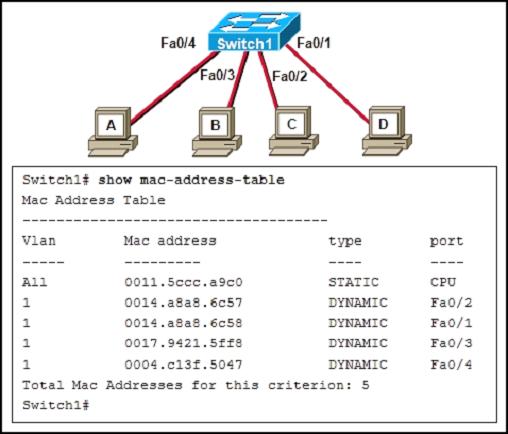 Fa0/4 Switch1 Fa0/1
Fa0/3 Fa0/2
A B C D
Switch1# show mac-address-table
Mac Address Table
-----------------------------------
Vlan Mac address type port
----- --------- ---- ----
All 0011.5ccc.a9c0 STATIC CPU
1 0014.a8a8.6c57 DYNAMIC Fa0/2
1 0014.a8a8.6c58 DYNAMIC Fa0/1
1 0017.9421.5ff8 DYNAMIC Fa0/3
1 0004.c13f.5047 DYNAMIC Fa0/4
Total Mac Addresses for this criterion: 5
Switch1#